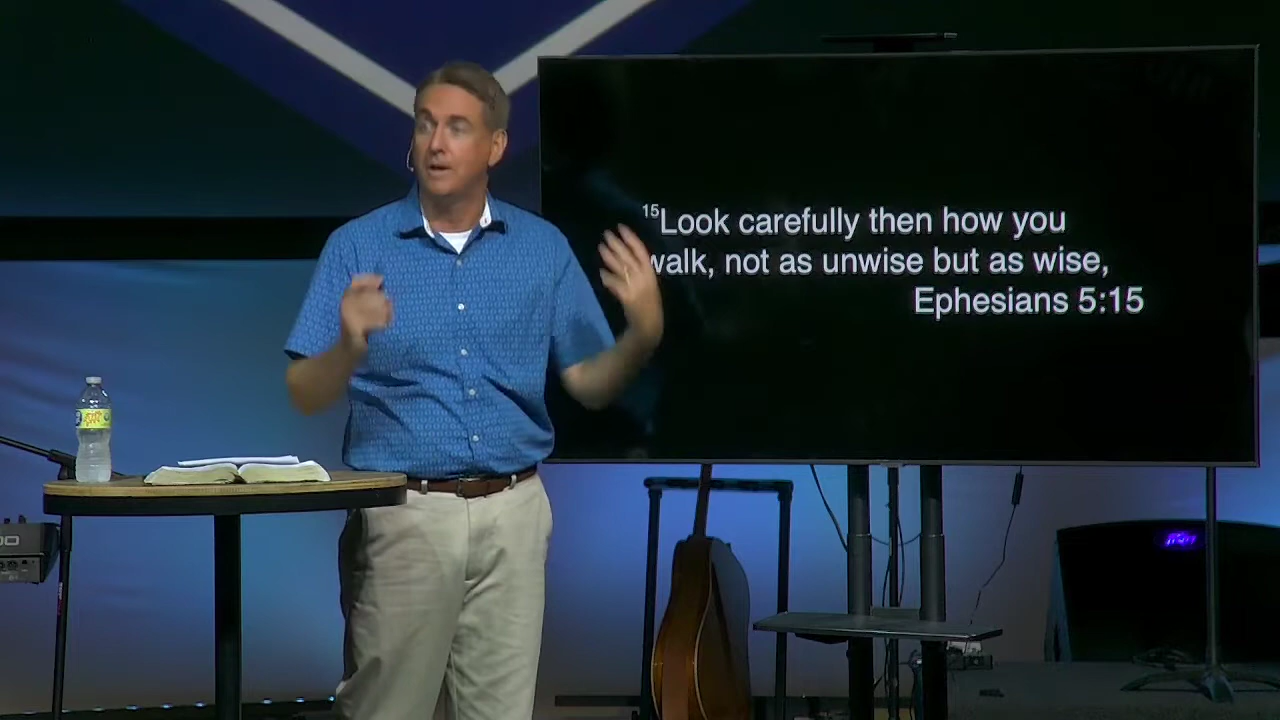 15Look carefully then how you
walk, not as unwise but as wise,
Ephesians 5:15